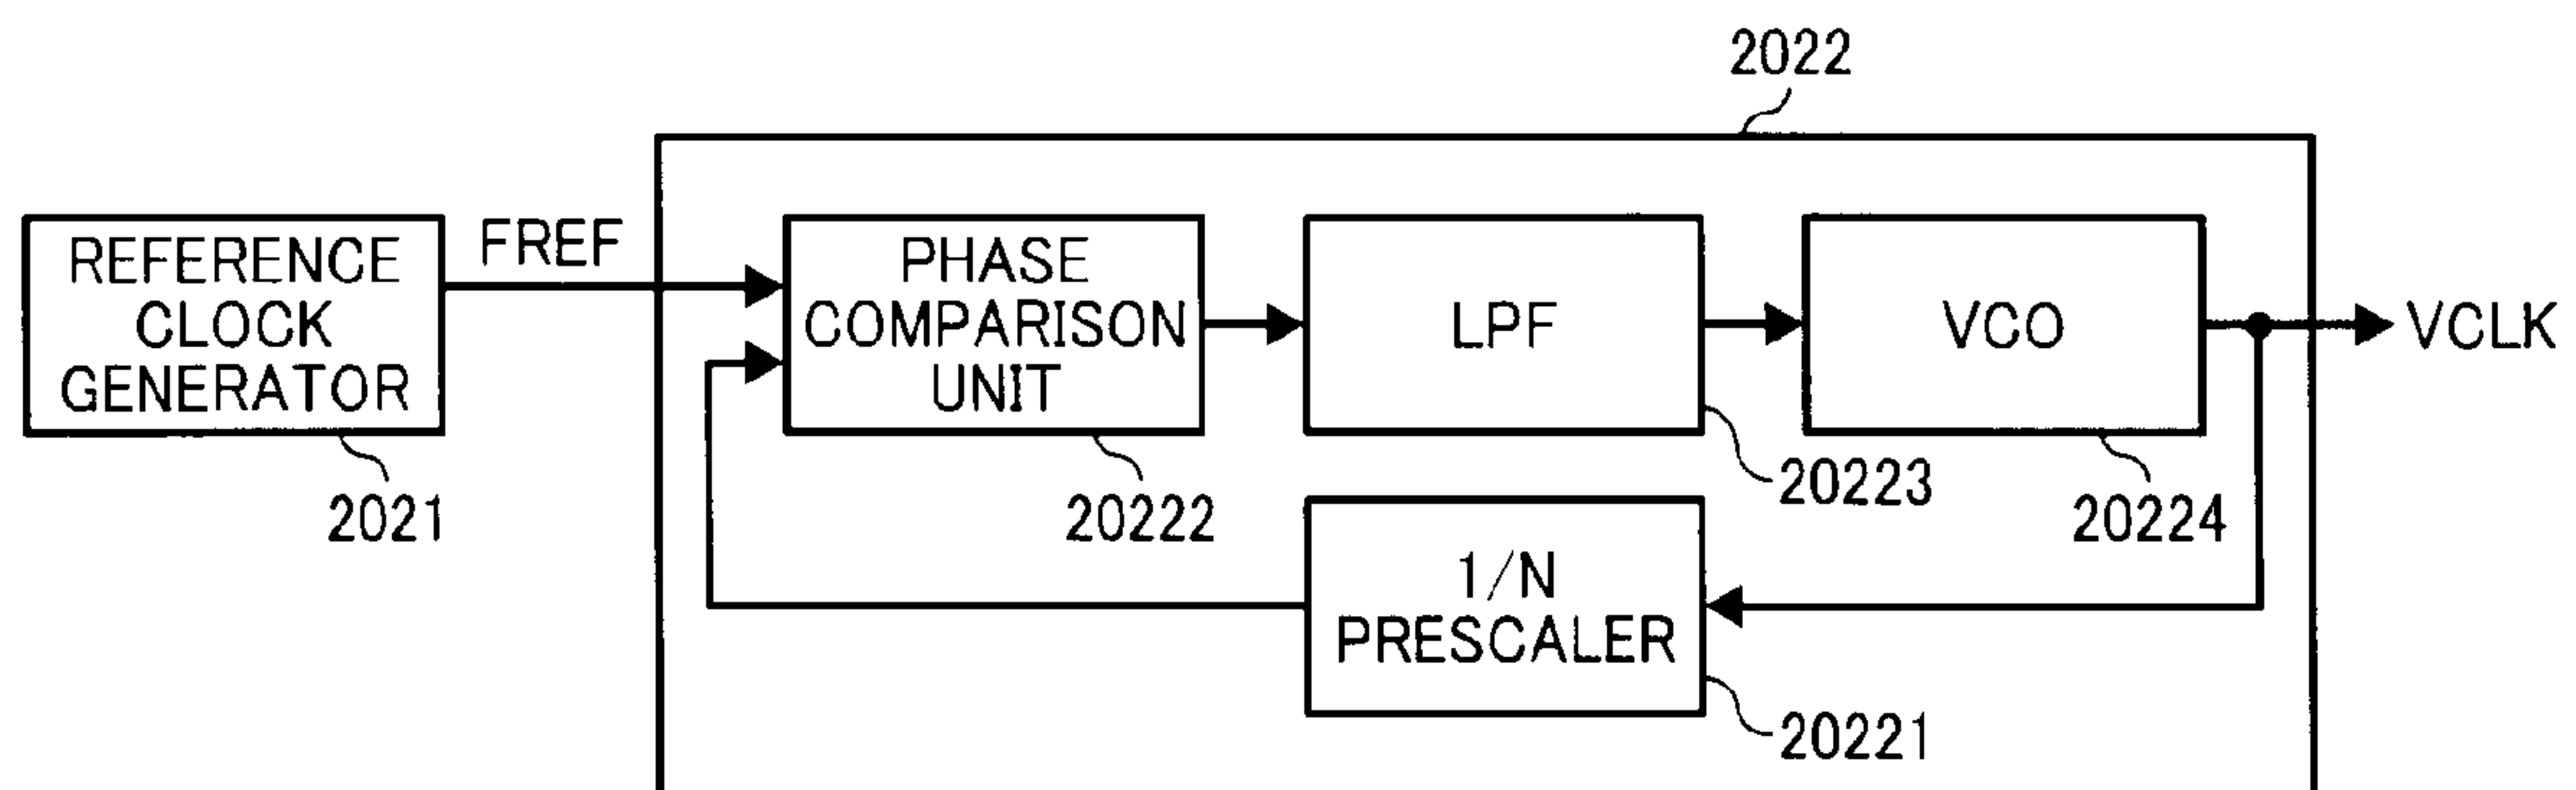 2022
REFERENCE
CLOCK
GENERATOR
2021
FREF
PHASE
COMPARISON
UNIT
20222
LPF
20223
VCO
20224
VCLK
1/N
PRESCALER
20221